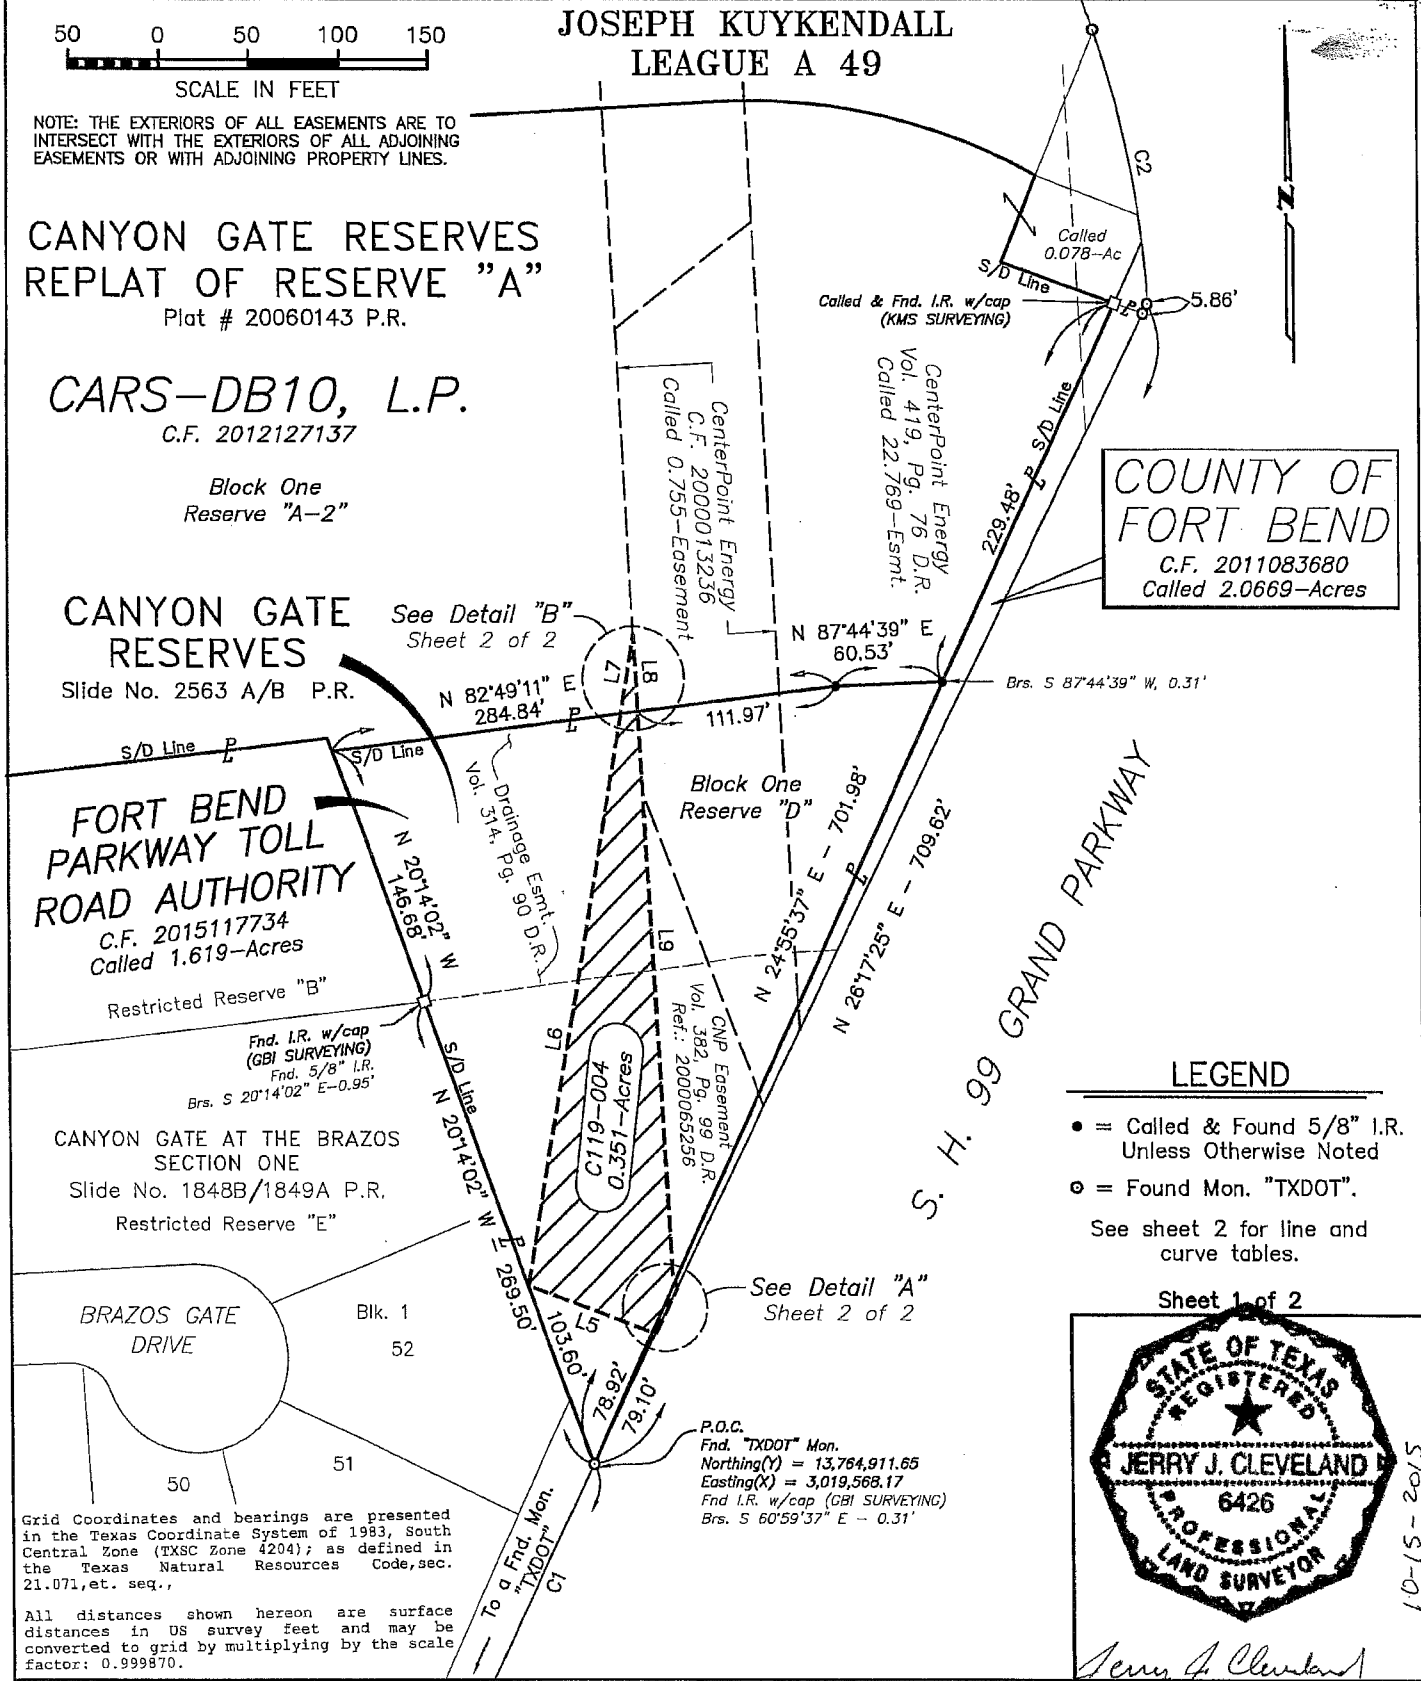 JOSEPH KUYKENDALL
LEAGUE A 49
50 0 50 100 150
SCALE IN FEET
NOTE: THE EXTERIORS OF ALL EASEMENTS ARE TO
INTERSECT WITH THE EXTERIORS OF ALL ADJOINING
EASEMENTS OR WITH ADJOINING PROPERTY LINES.
CANYON GATE RESERVES
REPLAT OF RESERVE "A"
Plat # 20060143 P.R.
CARS-DB10, L.P.
C.F. 2012127137
Block One
Reserve "A-2"
N
C2
Called
0.078-Ac
S/D Line
Called & Fnd. I.R. w/cap
(KMS SURVEYING)
P
5.86'
CenterPoint Energy
Vol. 419, Pg. 76 D.R.
Called 22.769-Esmt.
CenterPoint Energy
C.F. 2000013236
Called 0.755-Easement
S/D Line
P
229.48'
COUNTY OF
FORT BEND
C.F. 2011083680
Called 2.0669-Acres
CANYON GATE
RESERVES
Slide No. 2563 A/B P.R.
See Detail "B"
Sheet 2 of 2
L7
L8
N 87°44'39" E
60.53'
Brs. S 87°44'39" W, 0.31'
N 82°49'11" E
284.84'
P
111.97'
S/D Line P
S/D Line
Drainage Esmt.
Vol. 314, Pg. 90 D.R.
Block One
Reserve "D"
FORT BEND
PARKWAY TOLL
ROAD AUTHORITY
C.F. 2015117734
Called 1.619-Acres
N 20°14'02" W
146.68'
L9
L6
N 24°55'37" E - 701.98'
P
N 26°17'25" E - 709.62'
S. H. 99 GRAND PARKWAY
Restricted Reserve "B"
Fnd. I.R. w/cap
(GBI SURVEYING)
Fnd. 5/8" I.R.
Brs. S 20°14'02" E-0.95'
S/D Line
N 20°14'02" W - 269.50'
P
C119-004
0.351-Acres
CNP Easement
Vol. 382, Pg. 99 D.R.
Ref.: 2000065256
CANYON GATE AT THE BRAZOS
SECTION ONE
Slide No. 1848B/1849A P.R.
Restricted Reserve "E"
LEGEND
● = Called & Found 5/8" I.R.
Unless Otherwise Noted
⊙ = Found Mon. "TXDOT".
See sheet 2 for line and
curve tables.
Sheet 1 of 2
See Detail "A"
Sheet 2 of 2
BRAZOS GATE
DRIVE
Blk. 1
52
51
50
L5
103.60'
78.92'
79.10'
P.O.C.
Fnd. "TXDOT" Mon.
Northing(Y) = 13,764,911.65
Easting(X) = 3,019,568.17
Fnd I.R. w/cap (GBI SURVEYING)
Brs. S 60°59'37" E - 0.31'
To a Fnd. Mon.
"TXDOT"
C1
Grid Coordinates and bearings are presented
in the Texas Coordinate System of 1983, South
Central Zone (TXSC Zone 4204); as defined in
the Texas Natural Resources Code,sec.
21.071,et. seq.,
All distances shown hereon are surface
distances in US survey feet and may be
converted to grid by multiplying by the scale
factor: 0.999870.
STATE OF TEXAS
REGISTERED
JERRY J. CLEVELAND
6426
PROFESSIONAL
LAND SURVEYOR
10-15-2015
Jerry J. Cleveland